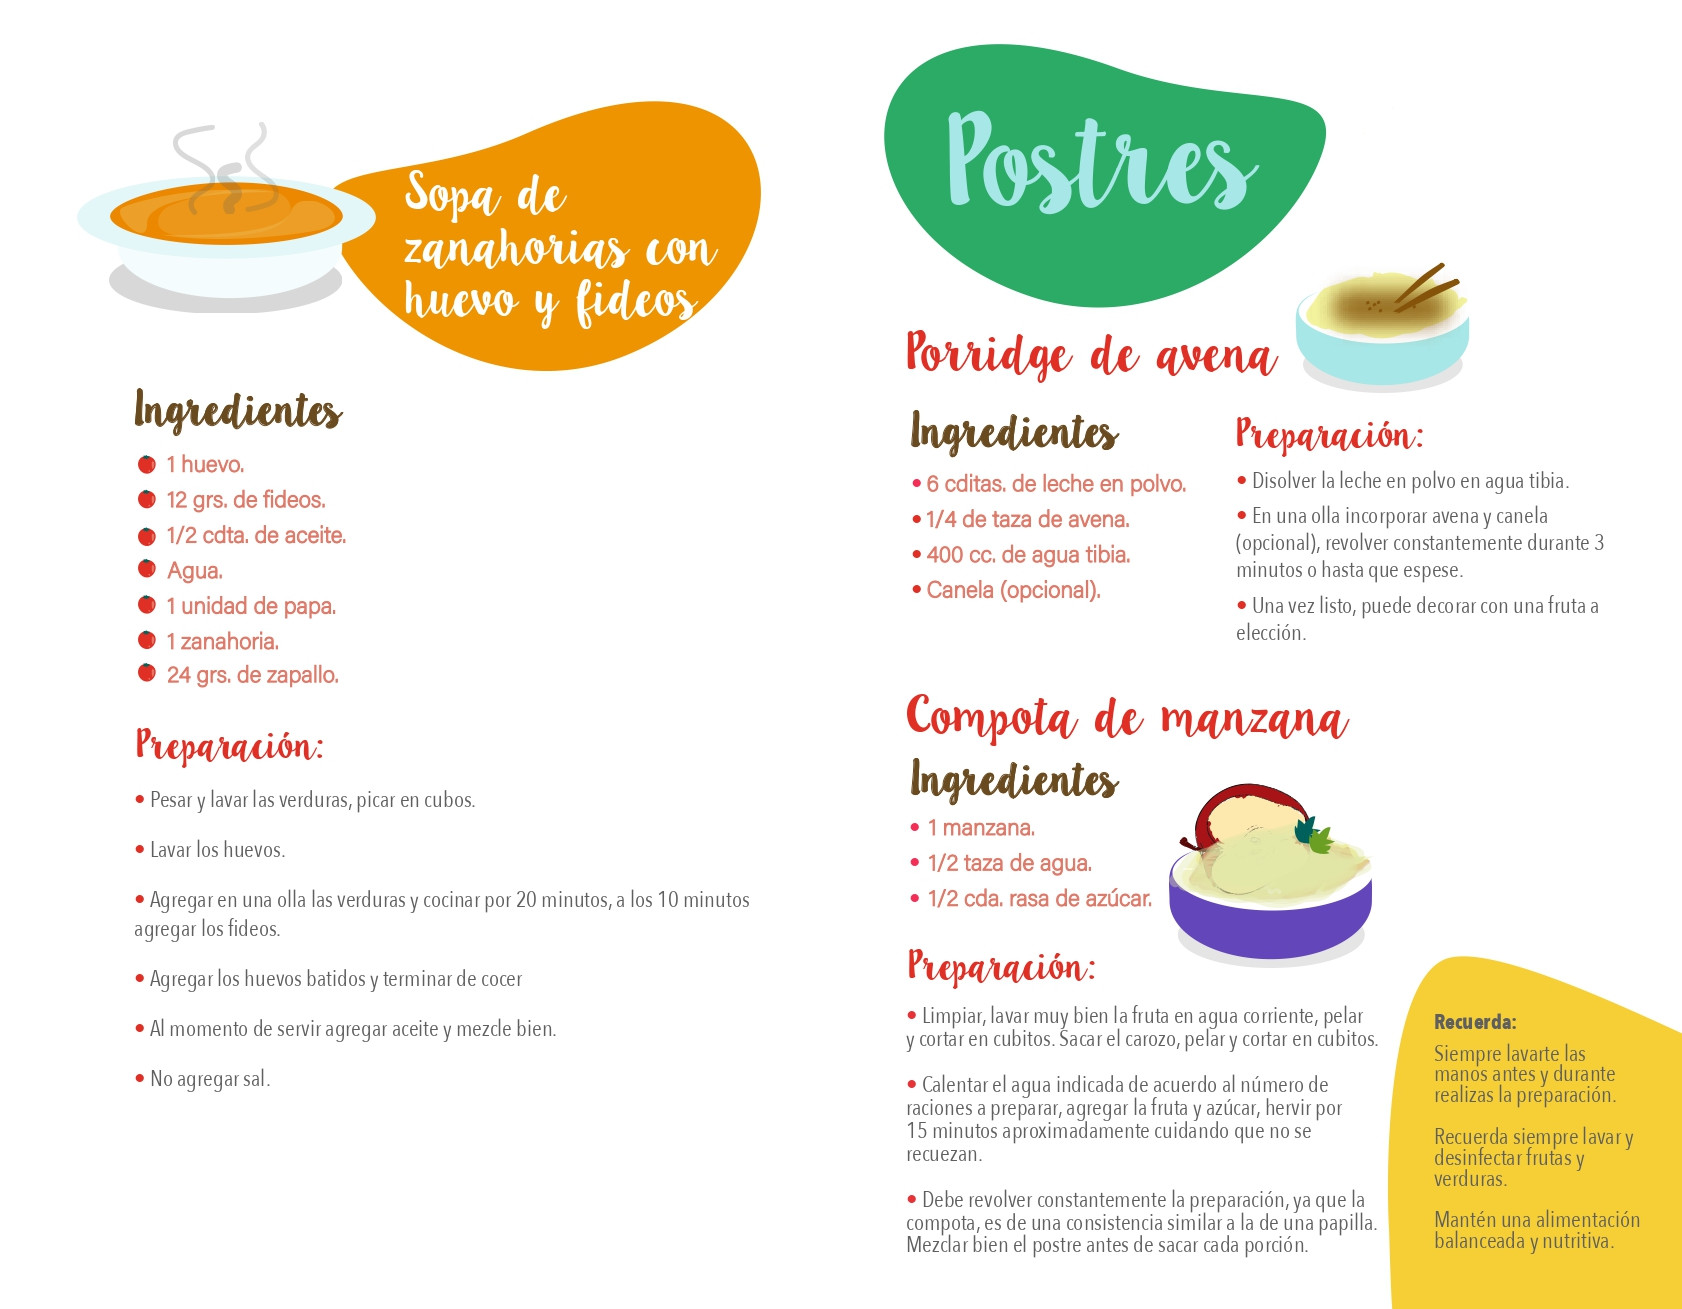 Sopa de
zanahorias con
huevo y fideos
Ingredientes
1 huevo.
12 grs. de fideos.
1/2 cdta. de aceite.
Agua.
1 unidad de papa.
1 zanahoria.
24 grs. de zapallo.
Preparación:
• Pesar y lavar las verduras, picar en cubos.
• Lavar los huevos.
• Agregar en una olla las verduras y cocinar por 20 minutos, a los 10 minutos
agregar los fideos.
• Agregar los huevos batidos y terminar de cocer
• Al momento de servir agregar aceite y mezcle bien.
• No agregar sal.
Postres
Porridge de avena
Ingredientes
• 6 cditas. de leche en polvo.
• 1/4 de taza de avena.
• 400 cc. de agua tibia.
• Canela (opcional).
Preparación:
• Disolver la leche en polvo en agua tibia.
• En una olla incorporar avena y canela
(opcional), revolver constantemente durante 3
minutos o hasta que espese.
• Una vez listo, puede decorar con una fruta a
elección.
Compota de manzana
Ingredientes
• 1 manzana.
• 1/2 taza de agua.
• 1/2 cda. rasa de azúcar.
Preparación:
• Limpiar, lavar muy bien la fruta en agua corriente, pelar
y cortar en cubitos. Sacar el carozo, pelar y cortar en cubitos.
• Calentar el agua indicada de acuerdo al número de
raciones a preparar, agregar la fruta y azúcar, hervir por
15 minutos aproximadamente cuidando que no se
recuezan.
• Debe revolver constantemente la preparación, ya que la
compota, es de una consistencia similar a la de una papilla.
Mezclar bien el postre antes de sacar cada porción.
Recuerda:
Siempre lavarte las
manos antes y durante
realizas la preparación.
Recuerda siempre lavar y
desinfectar frutas y
verduras.
Mantén una alimentación
balanceada y nutritiva.